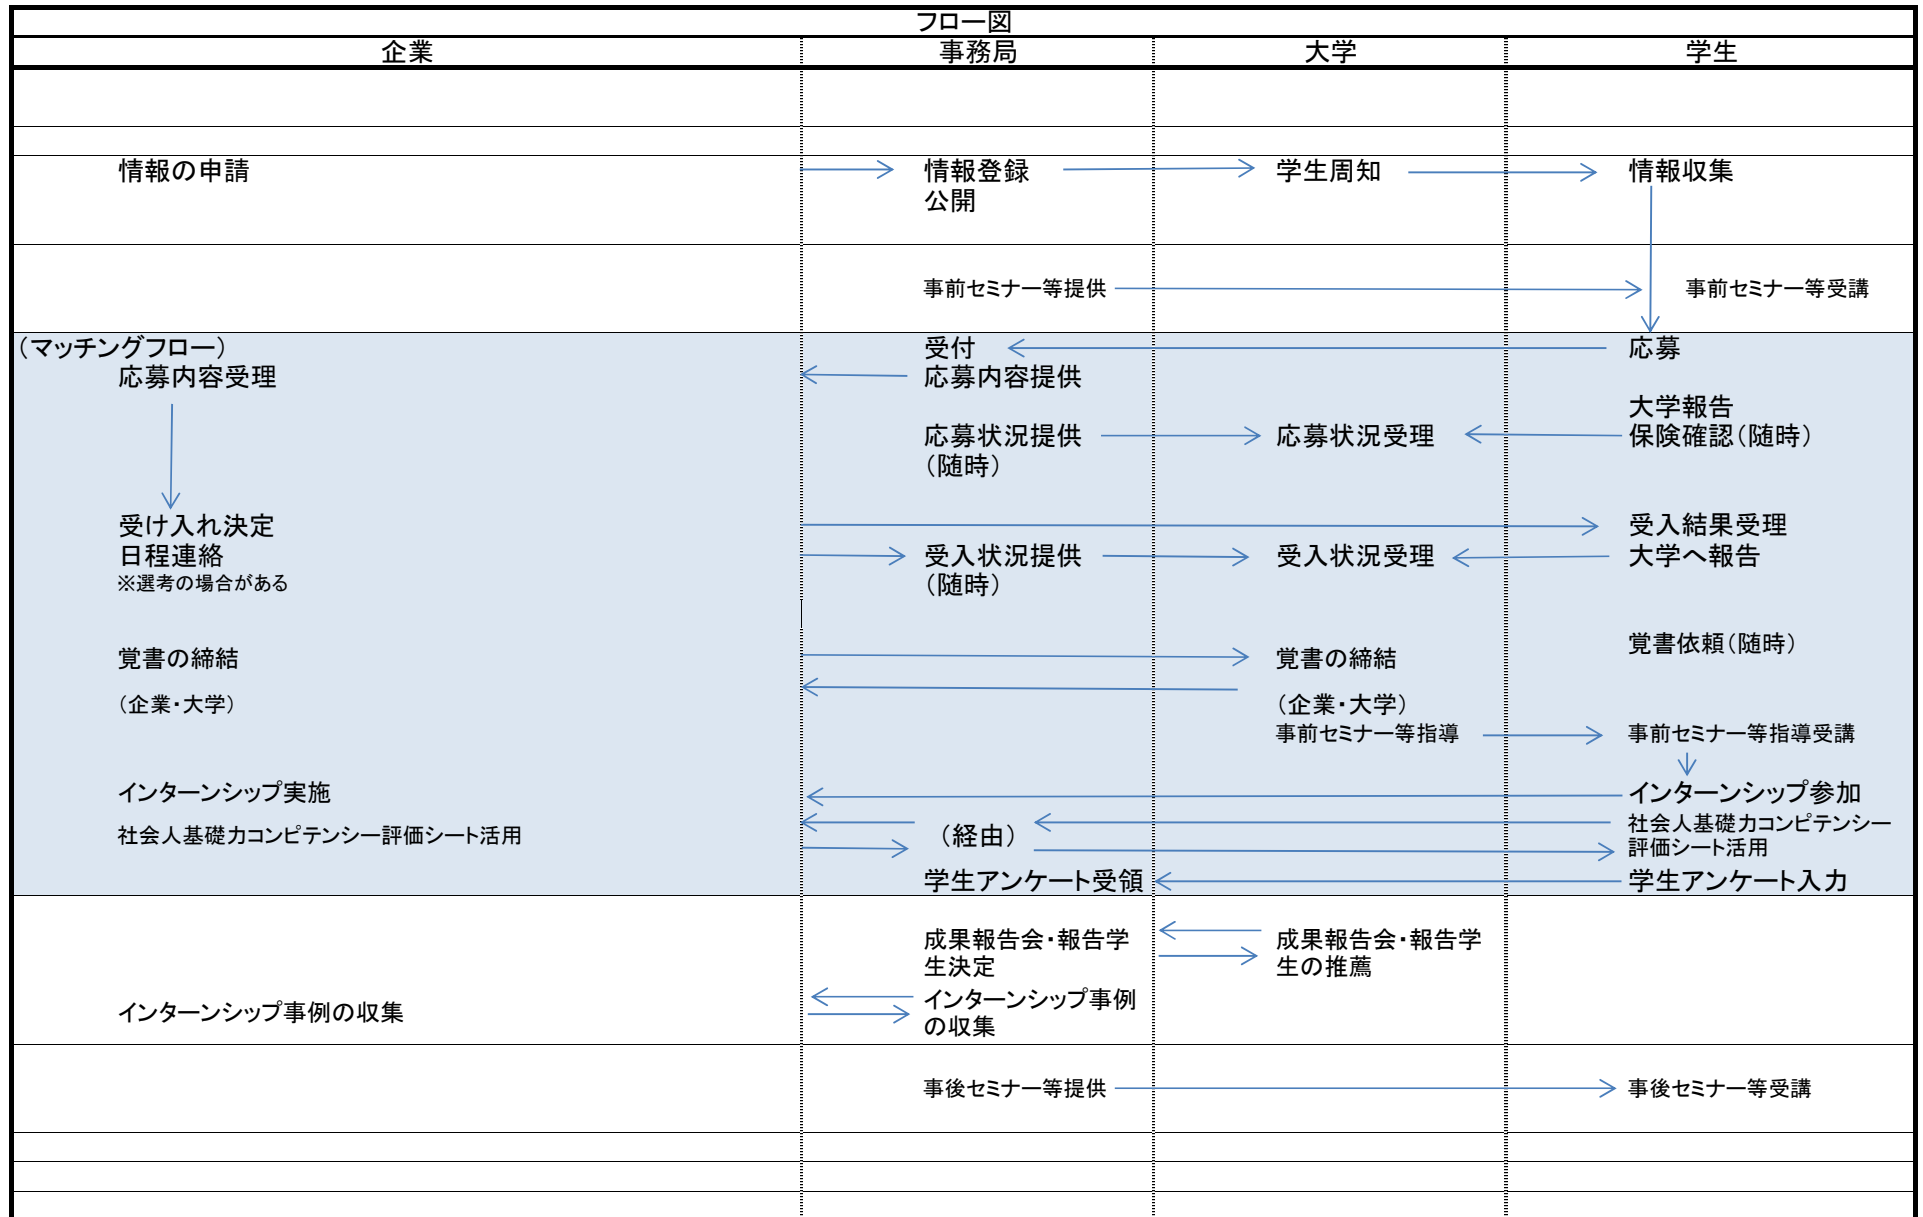 フロー図
企業 事務局 大学 学生
情報の申請 情報登録 学生周知 情報収集
公開
事前セミナー等提供 事前セミナー等受講
（マッチングフロー） 受付 応募
応募内容受理 応募内容提供
大学報告
応募状況提供 応募状況受理 保険確認（随時）
（随時）
受け入れ決定 受入結果受理
日程連絡 受入状況提供 受入状況受理 大学へ報告
※選考の場合がある （随時）
覚書の締結 覚書の締結 覚書依頼（随時）
（企業・大学） （企業・大学）
事前セミナー等指導 事前セミナー等指導受講
インターンシップ実施 インターンシップ参加
社会人基礎力コンピテンシー評価シート活用 （経由） 社会人基礎力コンピテンシー
評価シート活用
学生アンケート受領 学生アンケート入力
成果報告会・報告学 成果報告会・報告学
生決定 生の推薦
インターンシップ事例の収集 インターンシップ事例
の収集
事後セミナー等提供 事後セミナー等受講